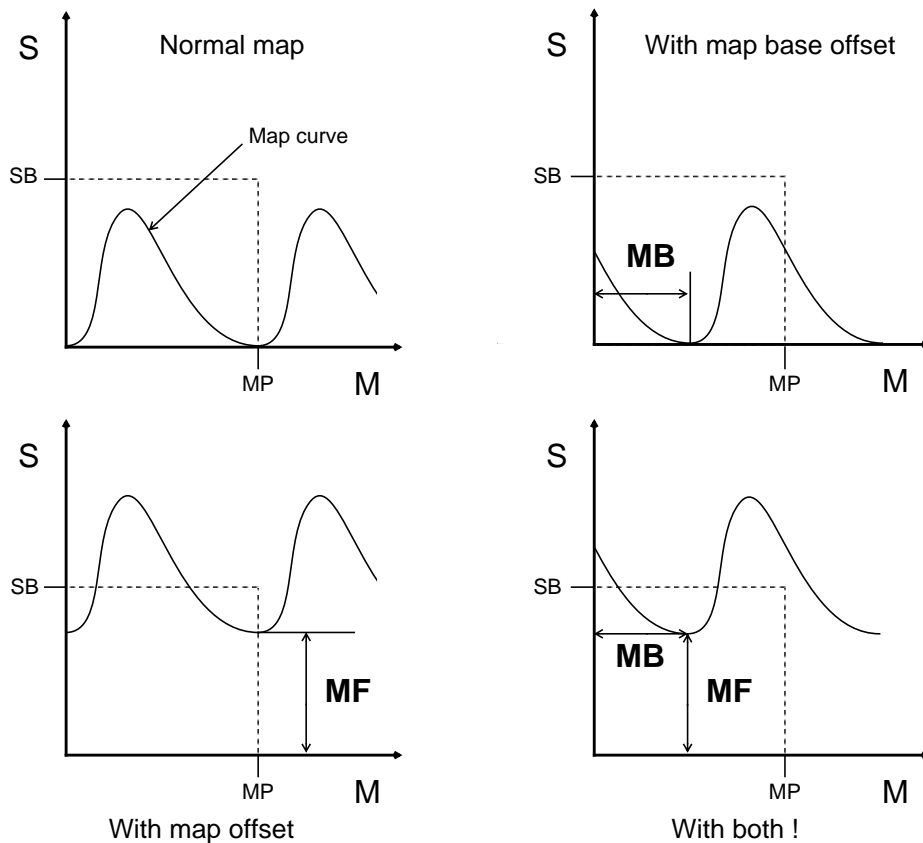 S
Normal map
Map curve
SB
MP
M
S
With map base offset
SB
MB
MP
M
S
SB
MF
MP
M
With map offset
S
SB
MB
MF
MP
M
With both !